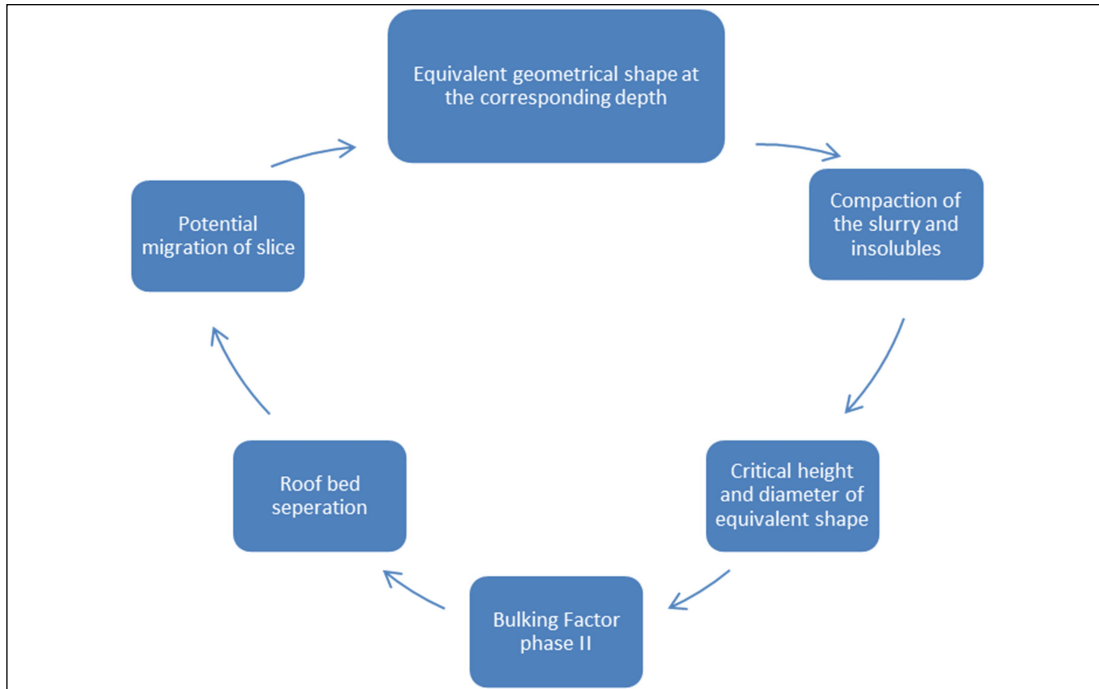 Equivalent geometrical shape at
the corresponding depth
Compaction of
the slurry and
insolubles
Critical height
and diameter of
equivalent shape
Bulking Factor
phase II
Roof bed
seperation
Potential
migration of slice